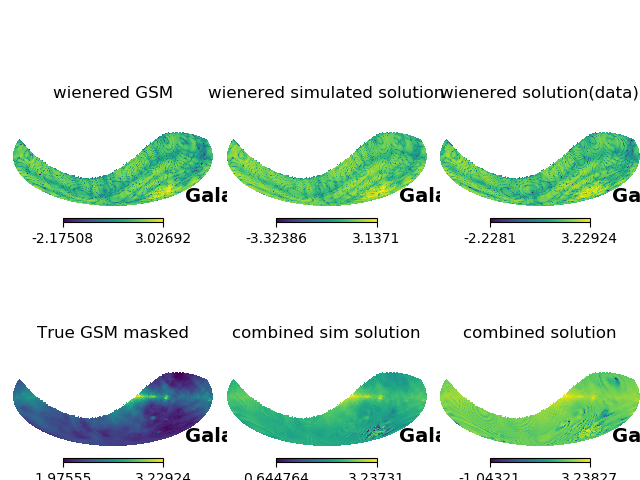 wienered GSM
wienered simulated solution
wienered solution(data)
Gala
Gala
Ga
-2.17508 3.02692
-3.32386 3.1371
-2.2281 3.22924
True GSM masked
combined sim solution
combined solution
Gala
Gala
Ga
1.97555 3.22924
0.644764 3.23731
-1.04321 3.23827